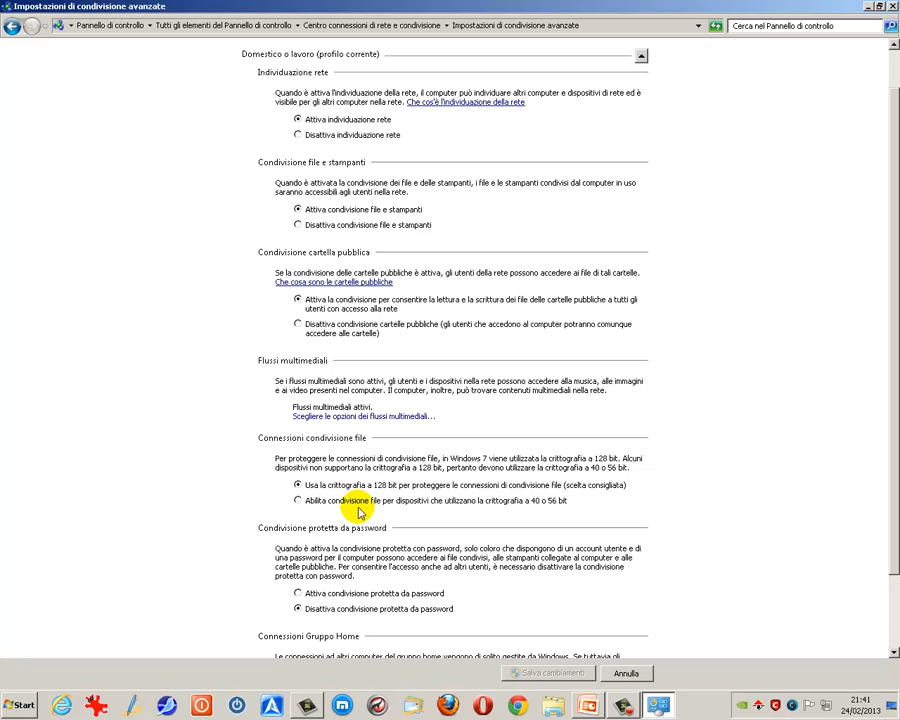 Impostazioni di condivisione avanzate
Pannello di controllo Tutti gli elementi del Pannello di controllo Centro connessioni di rete e condivisione Impostazioni di condivisione avanzate
Cerca nel Pannello di controllo
Domestico o lavoro (profilo corrente)
Individuazione rete
Quando è attiva l'individuazione della rete, il computer può individuare altri computer e dispositivi di rete ed è
visibile per gli altri computer nella rete. Che cos'è l'individuazione della rete
Attiva individuazione rete
Disattiva individuazione rete
Condivisione file e stampanti
Quando è attivata la condivisione dei file e delle stampanti, i file e le stampanti condivisi dal computer in uso
saranno accessibili agli utenti nella rete.
Attiva condivisione file e stampanti
Disattiva condivisione file e stampanti
Condivisione cartella pubblica
Se la condivisione delle cartelle pubbliche è attiva, gli utenti della rete possono accedere ai file di tali cartelle.
Che cosa sono le cartelle pubbliche
Attiva la condivisione per consentire la lettura e la scrittura dei file delle cartelle pubbliche a tutti gli
utenti con accesso alla rete
Disattiva condivisione cartelle pubbliche (gli utenti che accedono al computer potranno comunque
accedere alle cartelle)
Flussi multimediali
Se i flussi multimediali sono attivi, gli utenti e i dispositivi nella rete possono accedere alla musica, alle immagini
e ai video presenti nel computer. Il computer, inoltre, può trovare contenuti multimediali nella rete.
Flussi multimediali attivi.
Scegliere le opzioni dei flussi multimediali...
Connessioni condivisione file
Per proteggere le connessioni di condivisione file, in Windows 7 viene utilizzata la crittografia a 128 bit. Alcuni
dispositivi non supportano la crittografia a 128 bit, pertanto devono utilizzare la crittografia a 40 o 56 bit.
Usa la crittografia a 128 bit per proteggere le connessioni di condivisione file (scelta consigliata)
Abilita condivisione file per dispositivi che utilizzano la crittografia a 40 o 56 bit
Condivisione protetta da password
Quando è attiva la condivisione protetta con password, solo coloro che dispongono di un account utente e di
una password per il computer possono accedere ai file condivisi, alle stampanti collegate al computer e alle
cartelle pubbliche. Per consentire l'accesso anche ad altri utenti, è necessario disattivare la condivisione
protetta con password.
Attiva condivisione protetta da password
Disattiva condivisione protetta da password
Connessioni Gruppo Home
Le connessioni ad altri computer del gruppo home vengono di solito gestite da Windows. Se tuttavia gli
Salva cambiamenti
Annulla
Start
21:41
24/02/2013